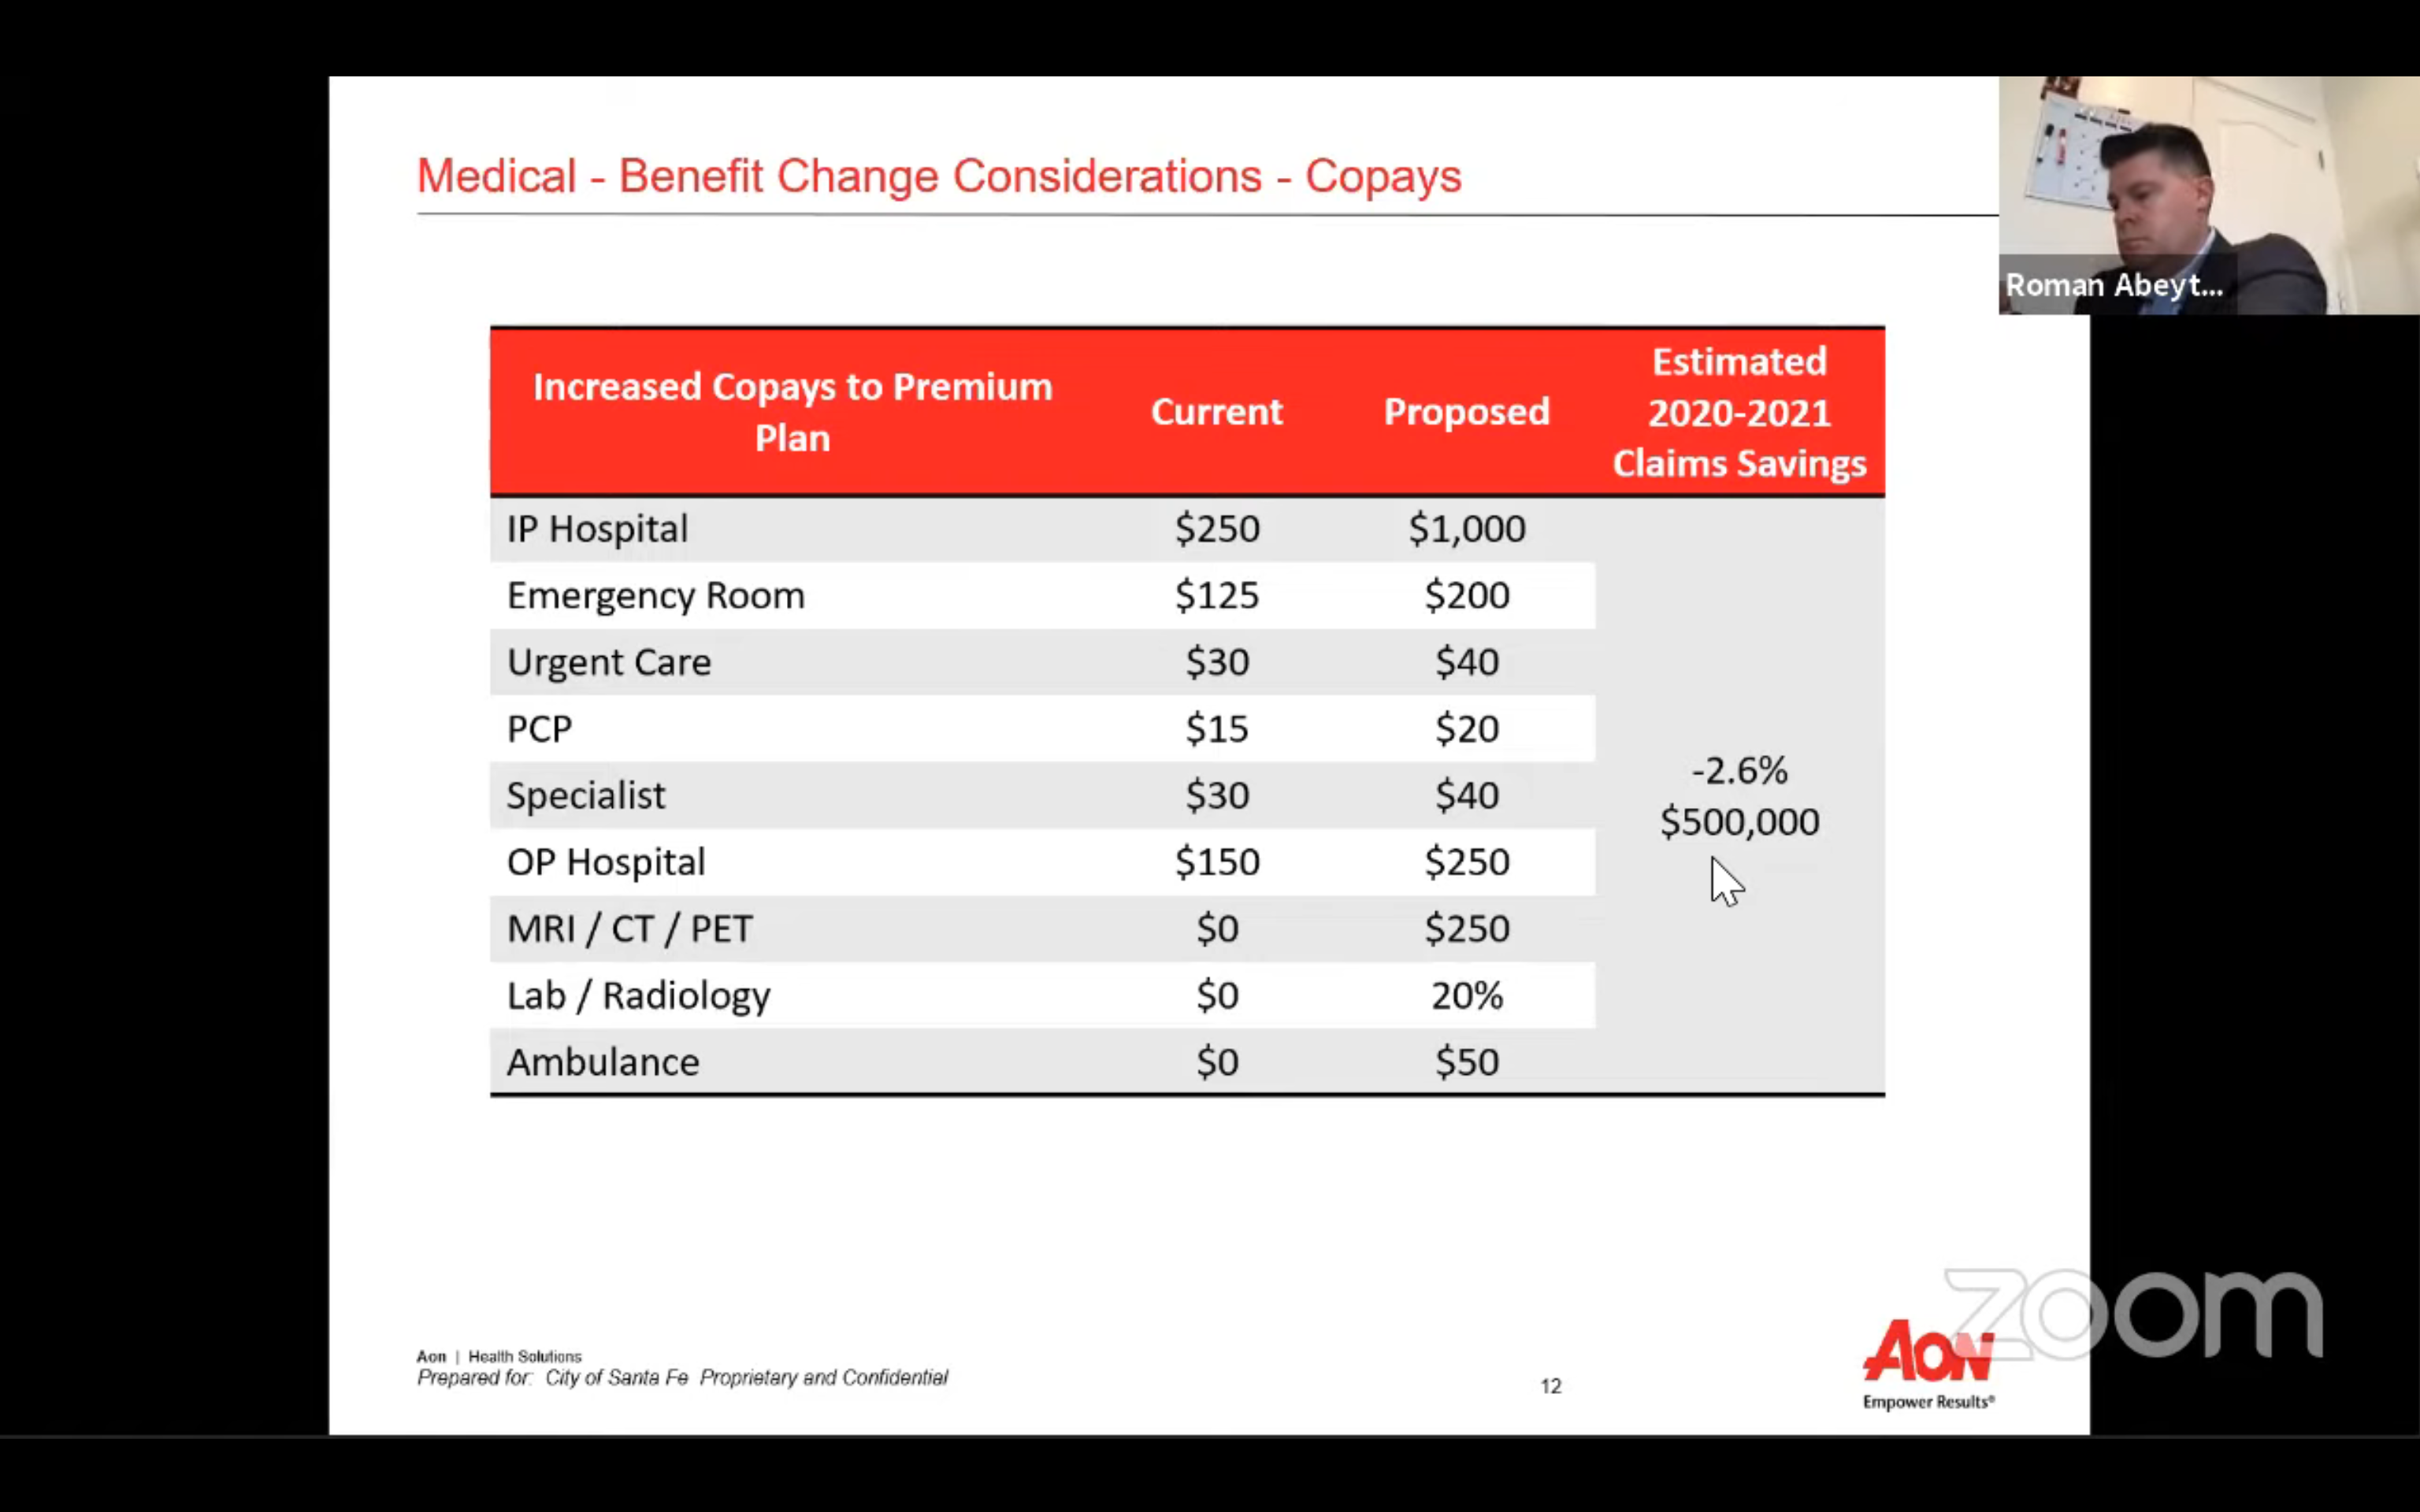 Medical - Benefit Change Considerations - Copays
Roman Abeyt...
Increased Copays to Premium
Plan
Current
Proposed
Estimated
2020-2021
Claims Savings
IP Hospital $250 $1,000
Emergency Room $125 $200
Urgent Care $30 $40
PCP $15 $20
Specialist $30 $40
OP Hospital $150 $250
MRI / CT / PET $0 $250
Lab / Radiology $0 20%
Ambulance $0 $50
-2.6%
$500,000
Aon | Health Solutions
Prepared for: City of Santa Fe Proprietary and Confidential
12
Aon
Empower Results®
zoom